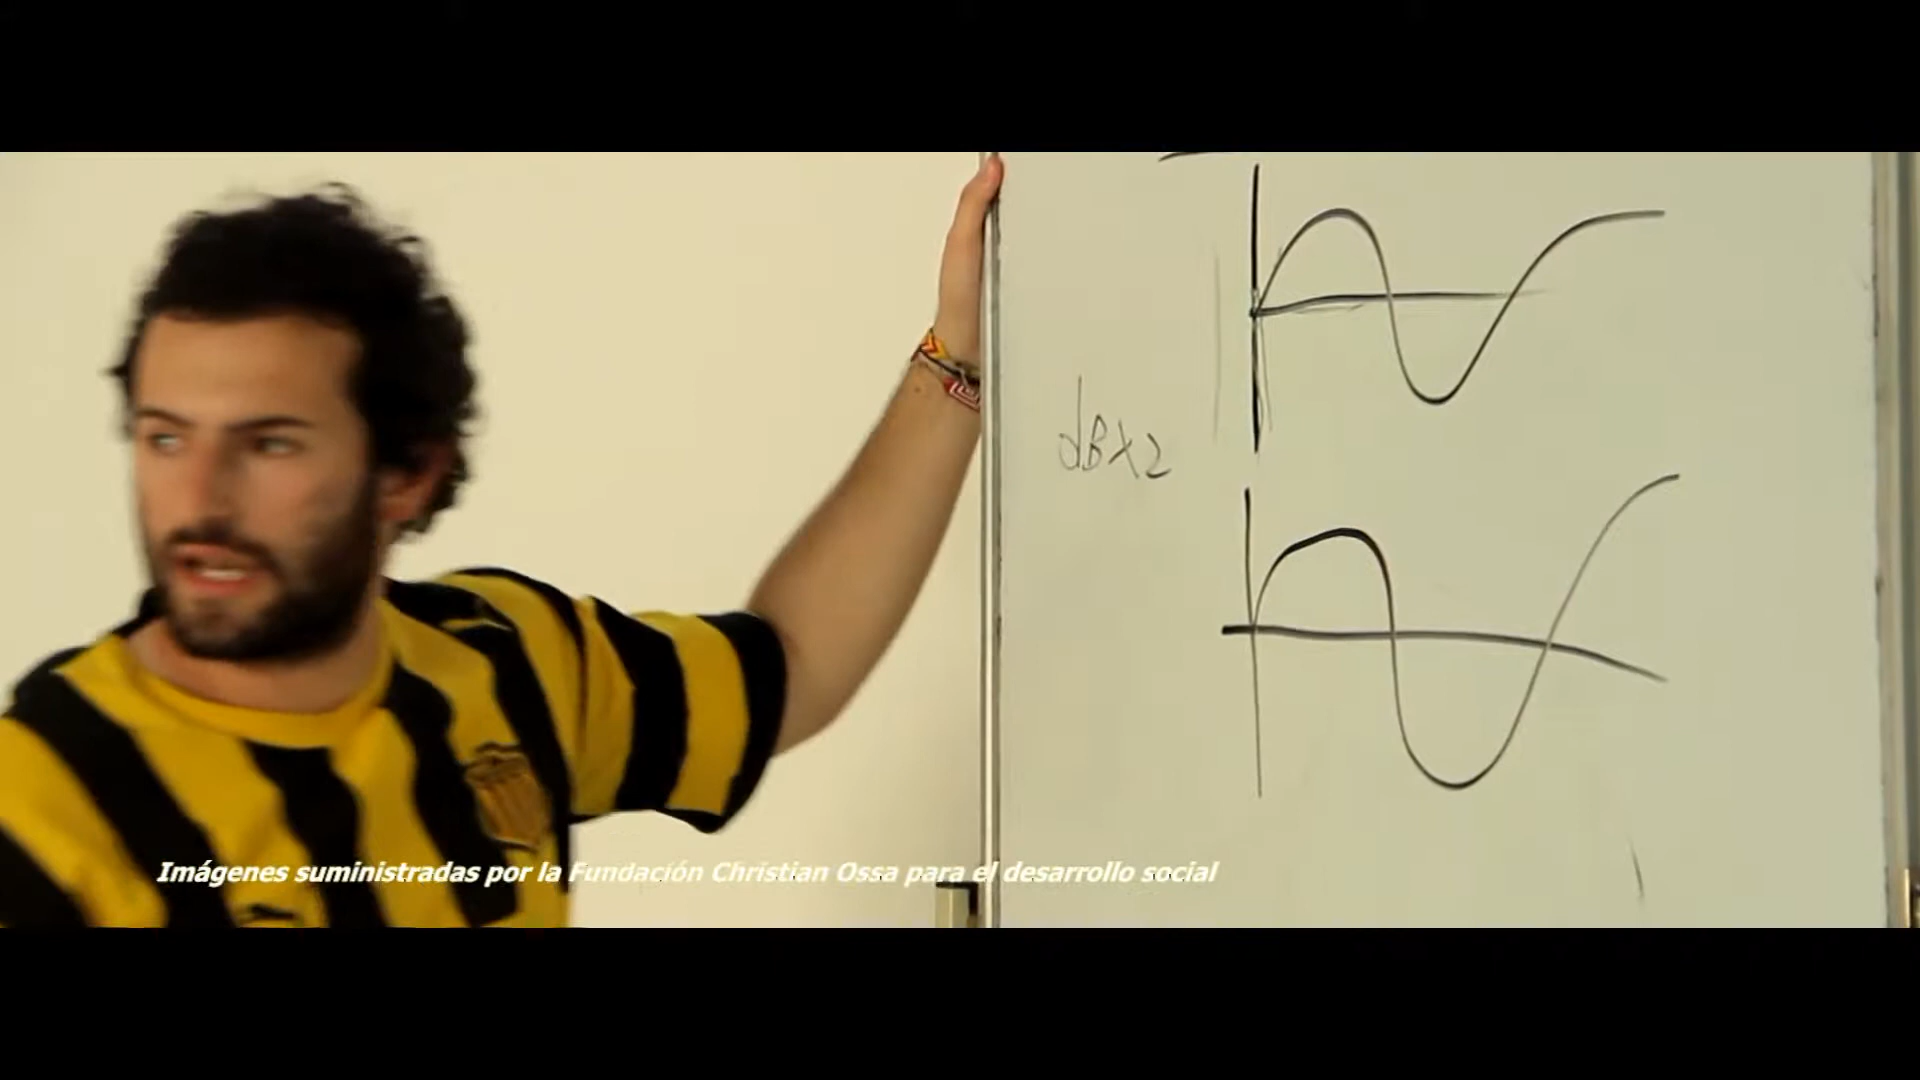 dBX2
Imágenes suministradas por la Fundación Christian Ossa para el desarrollo social